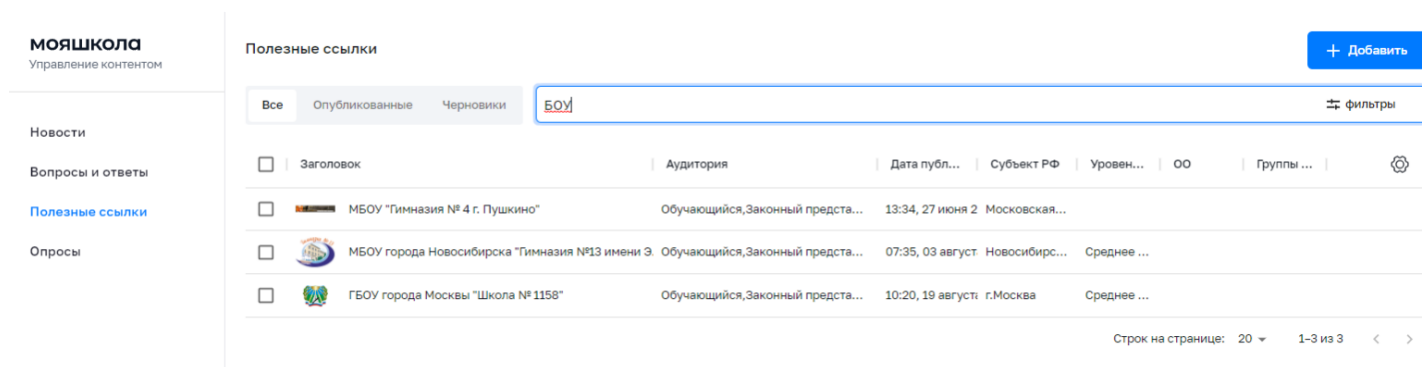 мояшкола
Управление контентом
Новости
Вопросы и ответы
Полезные ссылки
Опросы
Полезные ссылки
+ Добавить
Все Опубликованные Черновики БОУ фильтры
Заголовок Аудитория Дата публ... Субъект РФ Уровен... ОО Группы ...
МБОУ "Гимназия № 4 г. Пушкино" Обучающийся,Законный предста... 13:34, 27 июня 2 Московская...
МБОУ города Новосибирска "Гимназия №13 имени Э. Обучающийся,Законный предста... 07:35, 03 август Новосибирс... Среднее ...
ГБОУ города Москвы "Школа № 1158" Обучающийся,Законный предста... 10:20, 19 августа г.Москва Среднее ...
Строк на странице: 20 1–3 из 3